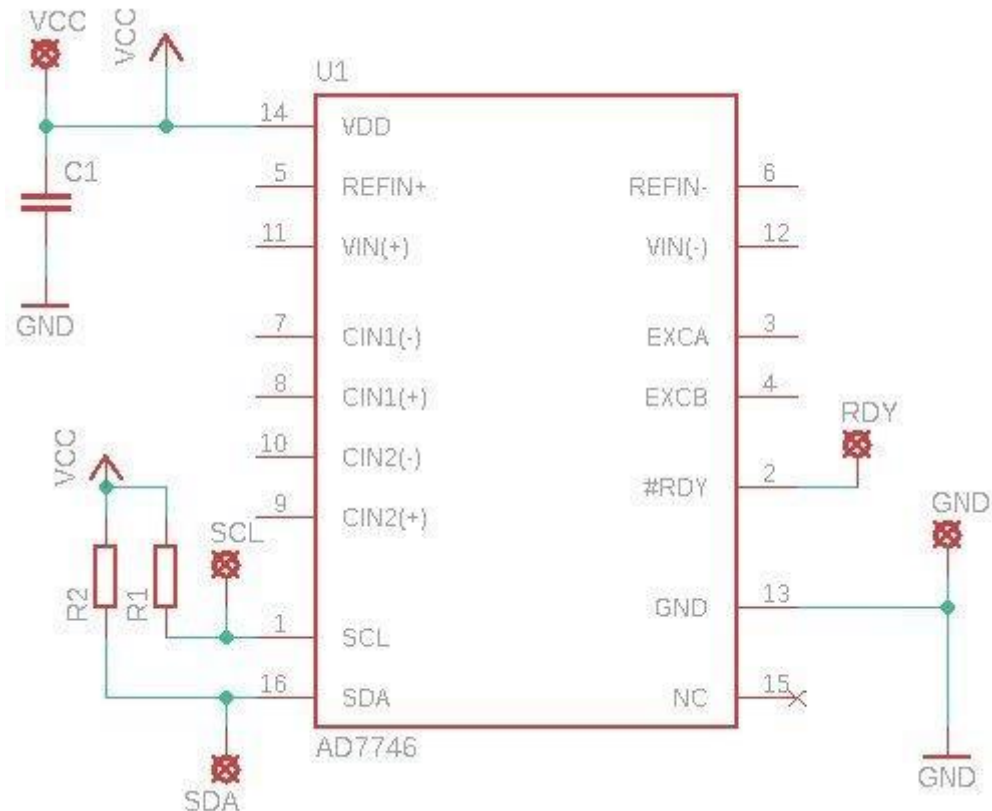 VCC
VCC
U1
14 VDD
C1
5 REFIN+
REFIN- 6
11 VIN(+)
VIN(-) 12
GND
7 CIN1(-)
EXCA 3
8 CIN1(+)
EXCB 4
RDY
VCC
10 CIN2(-)
#RDY 2
9 CIN2(+)
GND
SCL
R2
R1
GND 13
1 SCL
16 SDA
NC 15
AD7746
GND
SDA